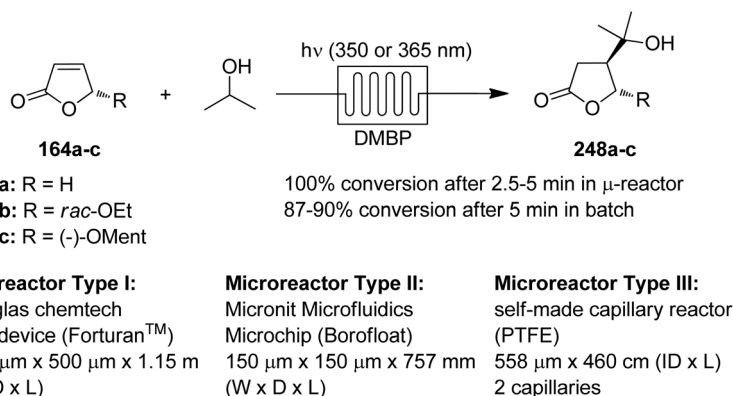 hν (350 or 365 nm)
OH
OH
O
O
R
+
O
O
R
DMBP
164a-c
248a-c
a: R = H
100% conversion after 2.5-5 min in μ-reactor
b: R = rac-OEt
87-90% conversion after 5 min in batch
c: R = (-)-OMent
reactor Type I:
Microreactor Type II:
Microreactor Type III:
glas chemtech
Micronit Microfluidics
self-made capillary reactor
device (Forturan™)
Microchip (Borofloat)
(PTFE)
μm x 500 μm x 1.15 m
150 μm x 150 μm x 757 mm
558 μm x 460 cm (ID x L)
x L)
(W x D x L)
2 capillaries